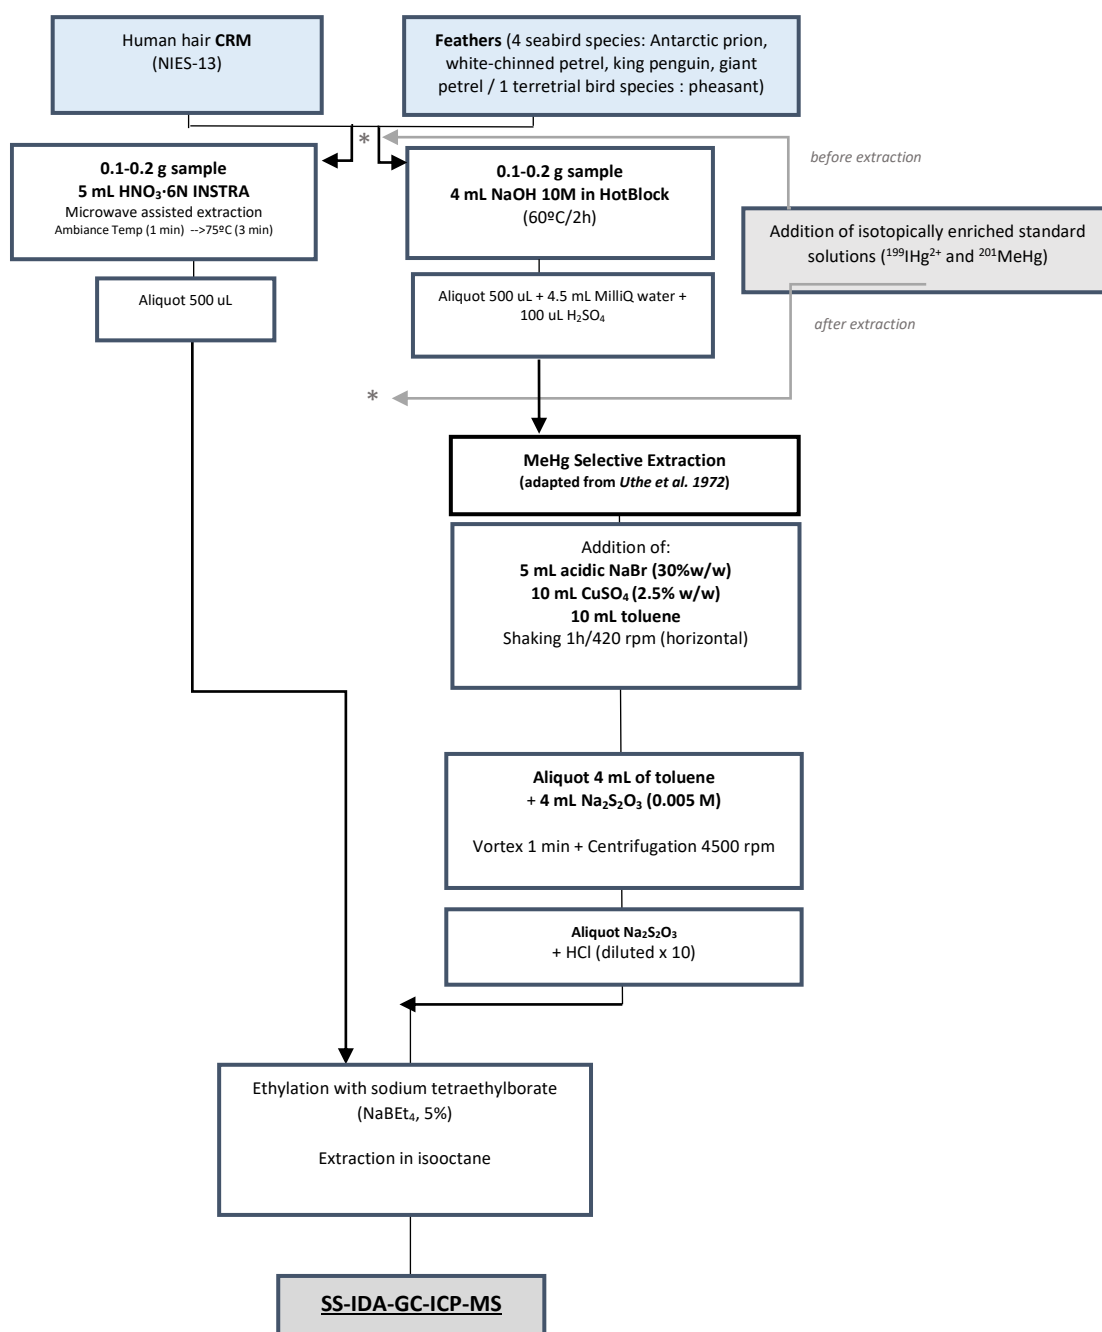 Human hair CRM
(NIES-13)
Feathers (4 seabird species: Antarctic prion,
white-chinned petrel, king penguin, giant
petrel / 1 terretrial bird species : pheasant)
*
before extraction
0.1-0.2 g sample
5 mL HNO₃·6N INSTRA
Microwave assisted extraction
Ambiance Temp (1 min) -->75ºC (3 min)
0.1-0.2 g sample
4 mL NaOH 10M in HotBlock
(60ºC/2h)
Addition of isotopically enriched standard
solutions (¹⁹⁹IHg²⁺ and ²⁰¹MeHg)
Aliquot 500 uL
Aliquot 500 uL + 4.5 mL MilliQ water +
100 uL H₂SO₄
after extraction
*
MeHg Selective Extraction
(adapted from Uthe et al. 1972)
Addition of:
5 mL acidic NaBr (30%w/w)
10 mL CuSO₄ (2.5% w/w)
10 mL toluene
Shaking 1h/420 rpm (horizontal)
Aliquot 4 mL of toluene
+ 4 mL Na₂S₂O₃ (0.005 M)
Vortex 1 min + Centrifugation 4500 rpm
Aliquot Na₂S₂O₃
+ HCl (diluted x 10)
Ethylation with sodium tetraethylborate
(NaBEt₄, 5%)
Extraction in isooctane
SS-IDA-GC-ICP-MS